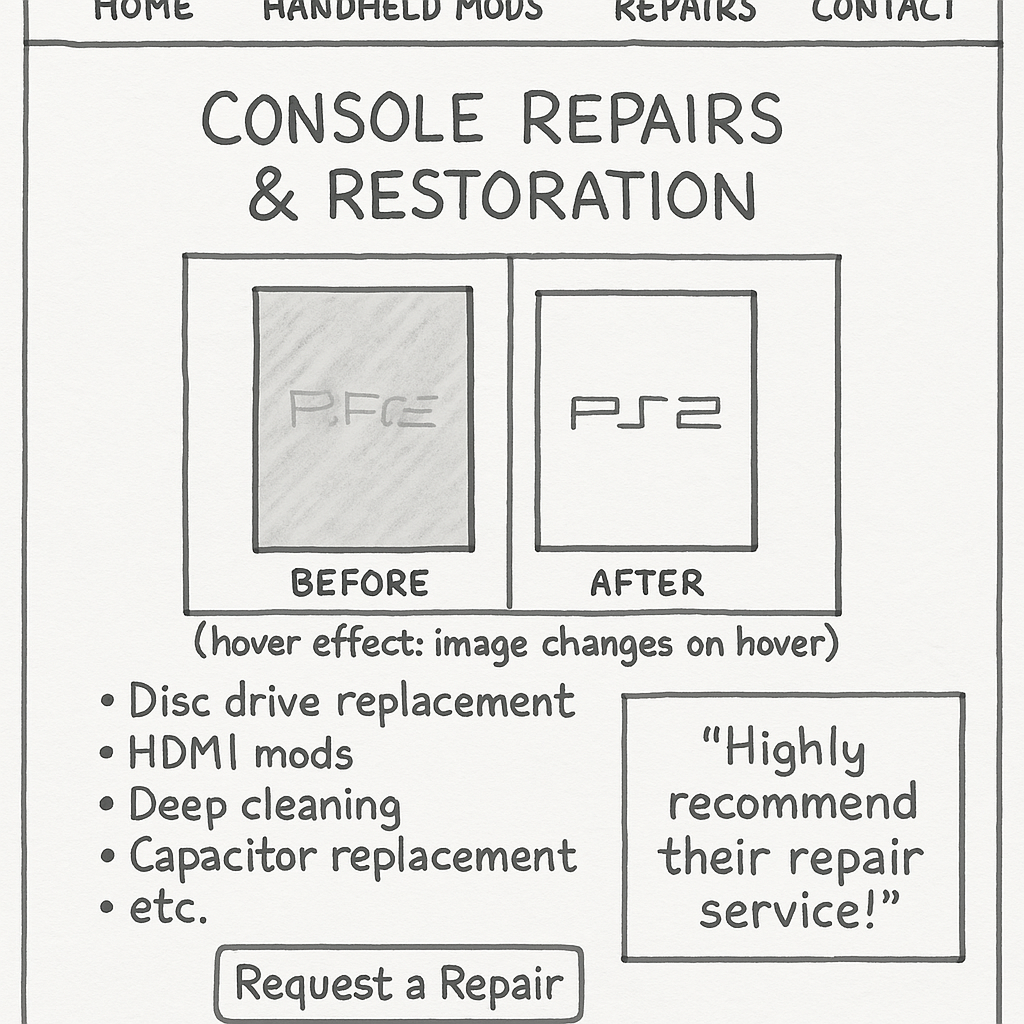 HOME HANDHELD MODS REPAIRS CONTACT
CONSOLE REPAIRS
& RESTORATION
PS2
BEFORE AFTER
(hover effect: image changes on hover)
• Disc drive replacement
• HDMI mods
• Deep cleaning
• Capacitor replacement
• etc.
"Highly
recommend
their repair
service!"
Request a Repair